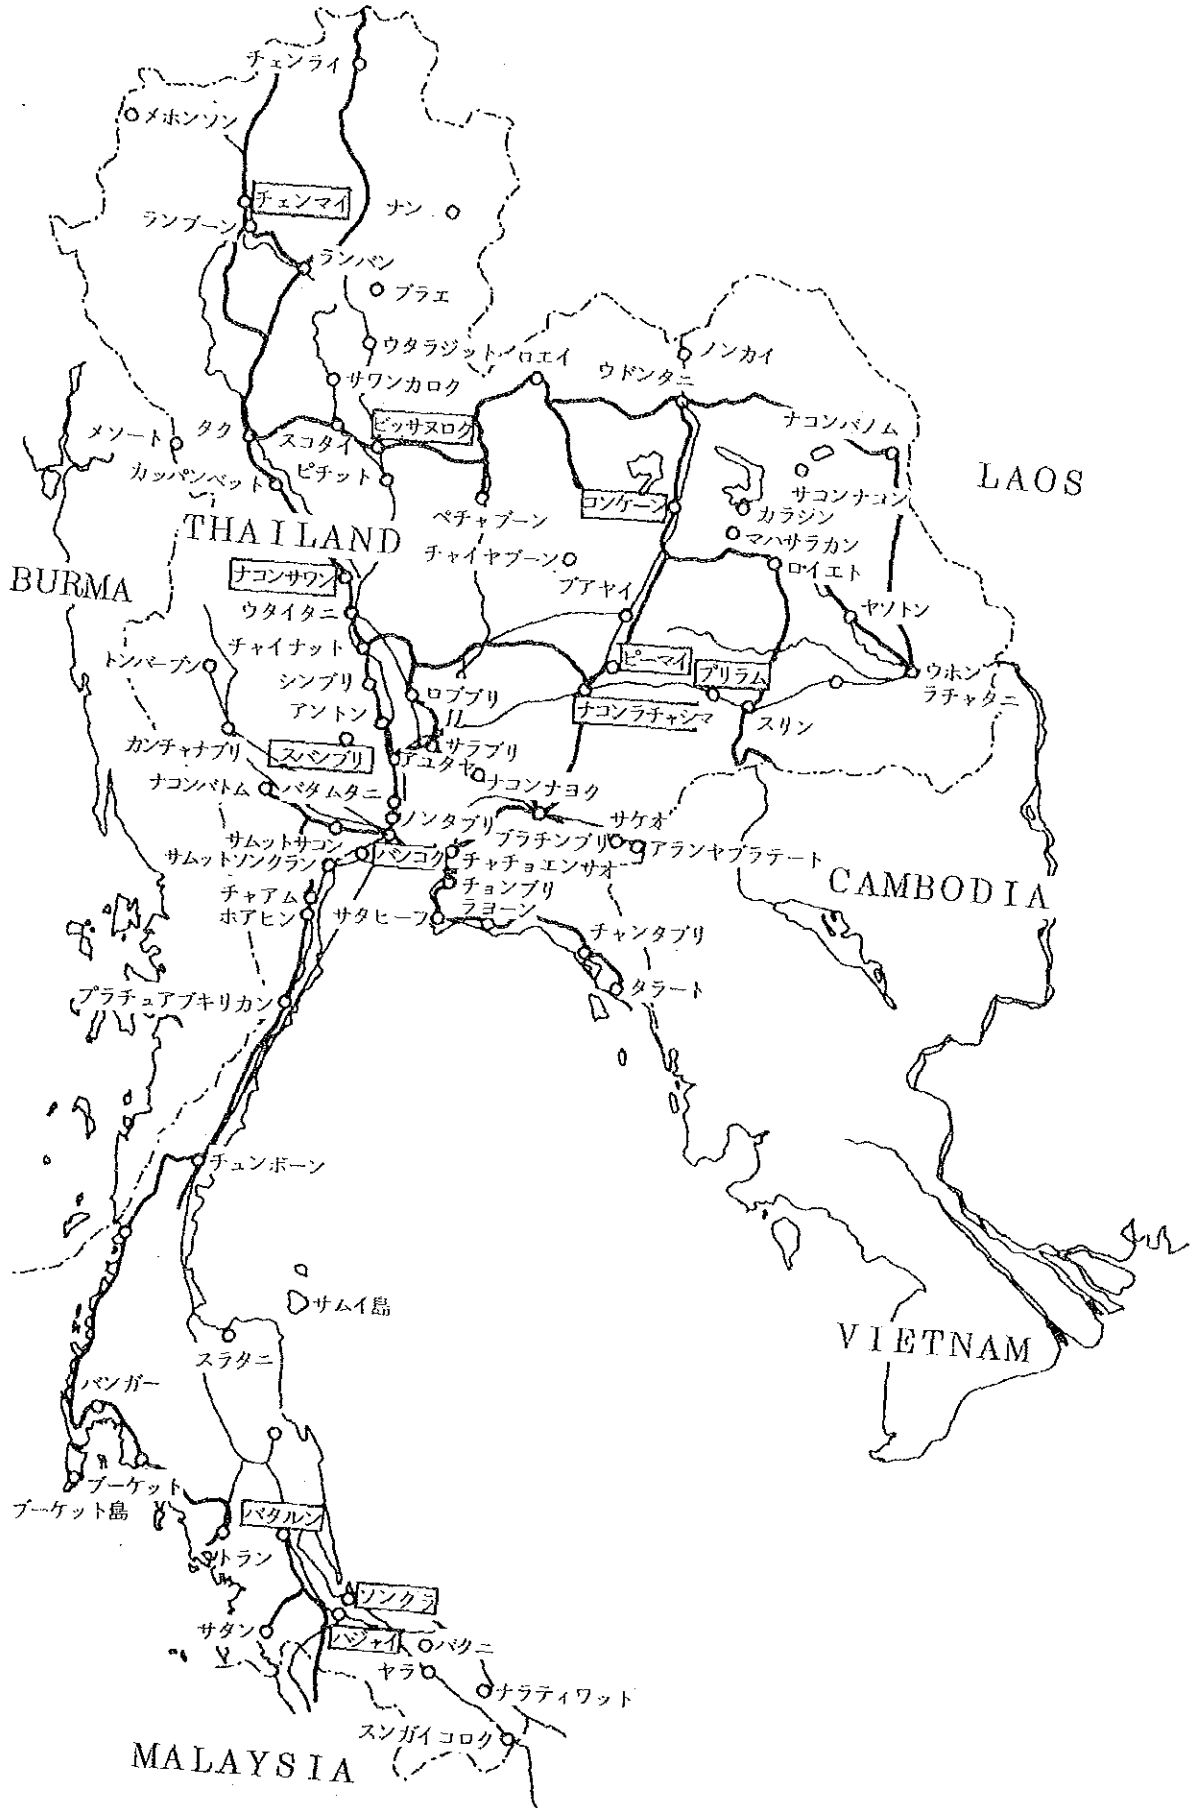 チェンライ
メホンソン
チェンマイ
ナン
ランプーン
ランパン
プラエ
ウタラジット
ロエイ
ノンカイ
ウドンタニ
サワンカロク
ナコンパノム
メソート
タク
スコタイ
ピッサヌロク
カッパンペット
ピチット
LAOS
サコンナコン
コンケーン
カラジン
ペチャブーン
THAILAND
マハサラカン
チャイヤプーン
ロイエト
BURMA
ナコンサワン
ブアヤイ
ヤソトン
ウタイタニ
チャイナット
トンパープン
ピーマイ
ブリラム
ウボン
ラチャタニ
シンブリ
ロブブリ
ナコンラチャシマ
スリン
アントン
カンチャナブリ
スパンブリ
サラブリ
アユタヤ
ナコンパトム
パタムタニ
ナコンナヨク
ノンタブリ
サケオ
プラチンブリ
アランヤプラテート
サムットサコン
サムットソンクラン
バンコク
チャチョエンサオ
CAMBODIA
チャアム
チョンブリ
ホアヒン
サタヒープ
ラヨーン
チャンタブリ
タラート
プラチュアブキリカン
チュンポーン
サムイ島
VIETNAM
スラタニ
パンガー
プーケット
プーケット島
パタルン
トラン
ソンクラ
サタン
ハジャイ
パタニ
ヤラ
ナラティワット
スンガイコロク
MALAYSIA